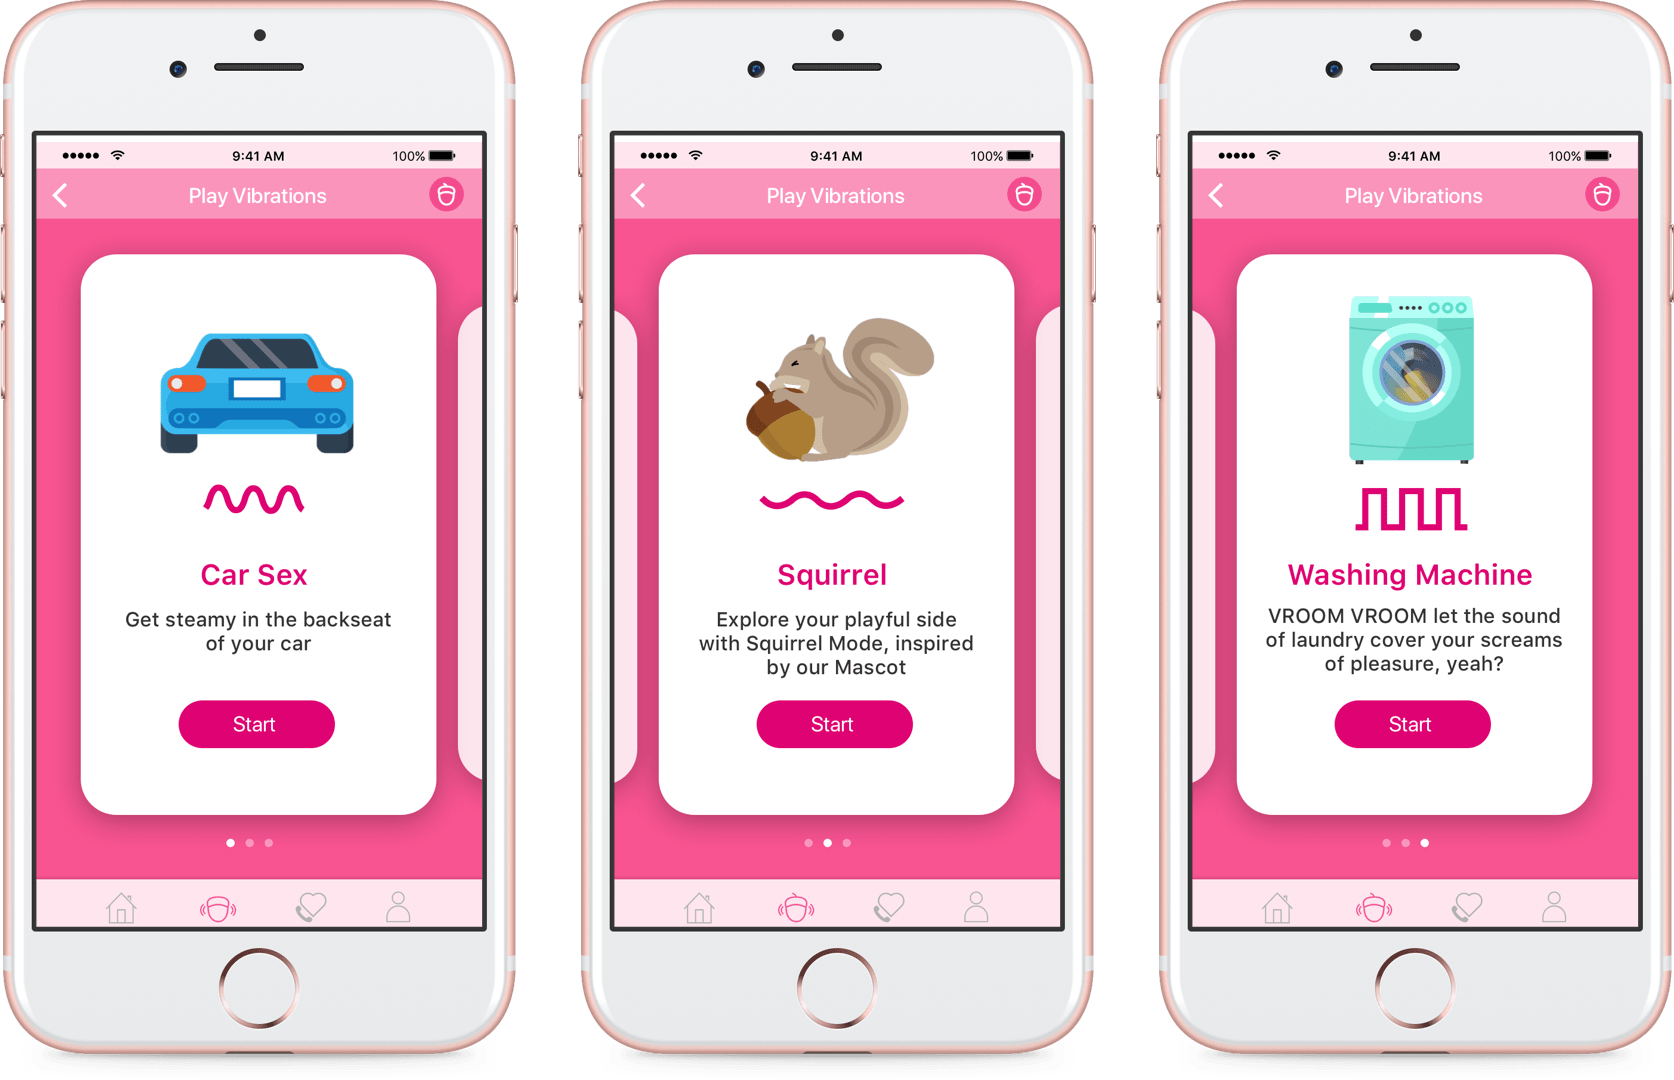 9:41 AM
100%
Play Vibrations
Car Sex
Get steamy in the backseat
of your car
Start
9:41 AM
100%
Play Vibrations
Squirrel
Explore your playful side
with Squirrel Mode, inspired
by our Mascot
Start
9:41 AM
100%
Play Vibrations
Washing Machine
VROOM VROOM let the sound
of laundry cover your screams
of pleasure, yeah?
Start